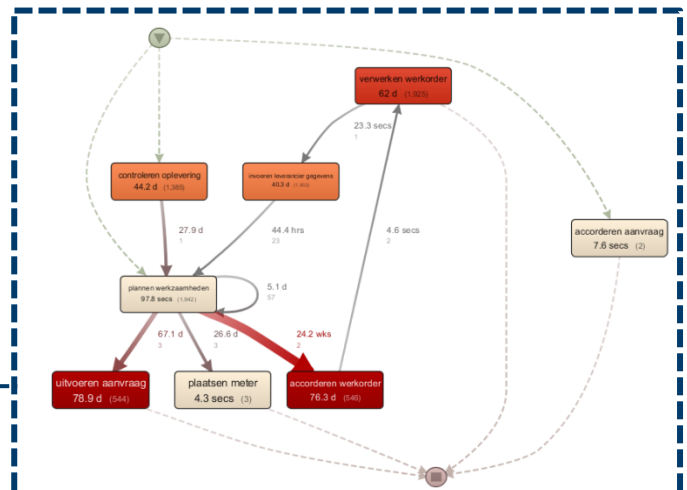 verwerken werkorder
62 d (1,925)
23.3 secs
1
controleren oplevering
44.2 d (1,385)
invoeren leverancier gegevens
40.3 d
27.9 d
1
44.4 hrs
23
4.6 secs
2
accorderen aanvraag
7.6 secs (2)
plannen werkzaamheden
97.8 secs (1,942)
5.1 d
57
67.1 d
3
26.6 d
3
24.2 wks
2
uitvoeren aanvraag
78.9 d (544)
plaatsen meter
4.3 secs (3)
accorderen werkorder
76.3 d (546)